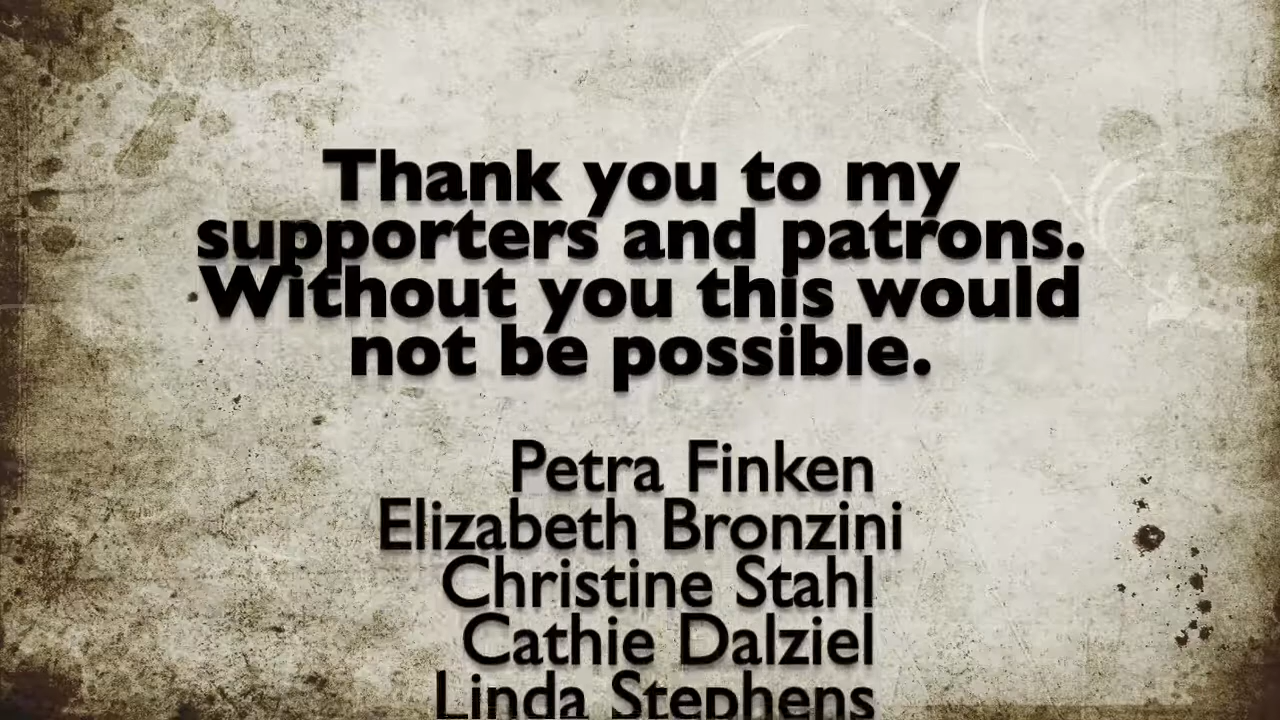 Thank you to my
supporters and patrons.
Without you this would
not be possible.
Petra Finken
Elizabeth Bronzini
Christine Stahl
Cathie Dalziel
Linda Stephens